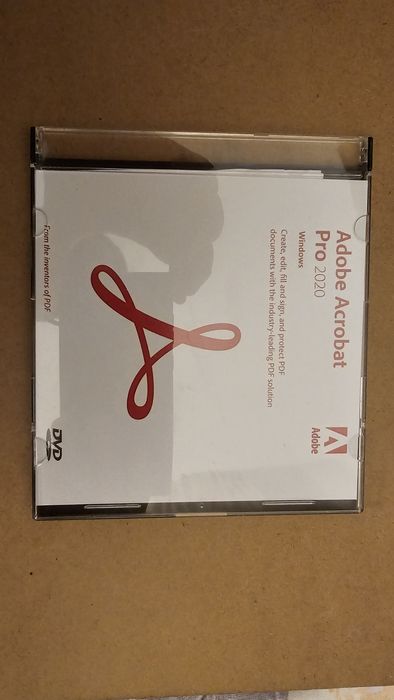 Adobe Acrobat
Pro 2020
Windows
Create, edit, fill and sign, and protect PDF
documents with the industry-leading PDF solution
Adobe
From the inventors of PDF
DVD